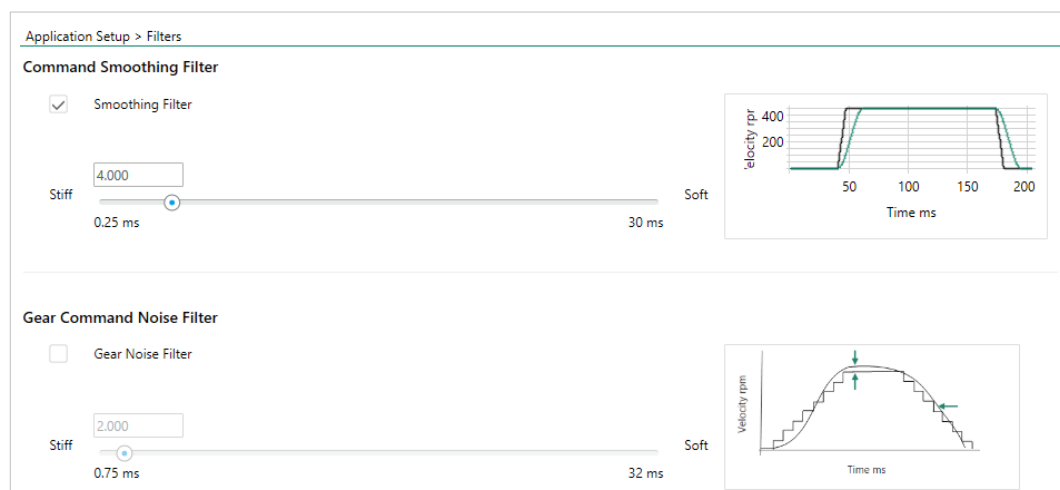 Application Setup > Filters
Command Smoothing Filter
Smoothing Filter
4.000
Stiff
Soft
0.25 ms
30 ms
elocity rpr
400
200
50 100 150 200
Time ms
Gear Command Noise Filter
Gear Noise Filter
2.000
Stiff
Soft
0.75 ms
32 ms
Velocity rpm
Time ms